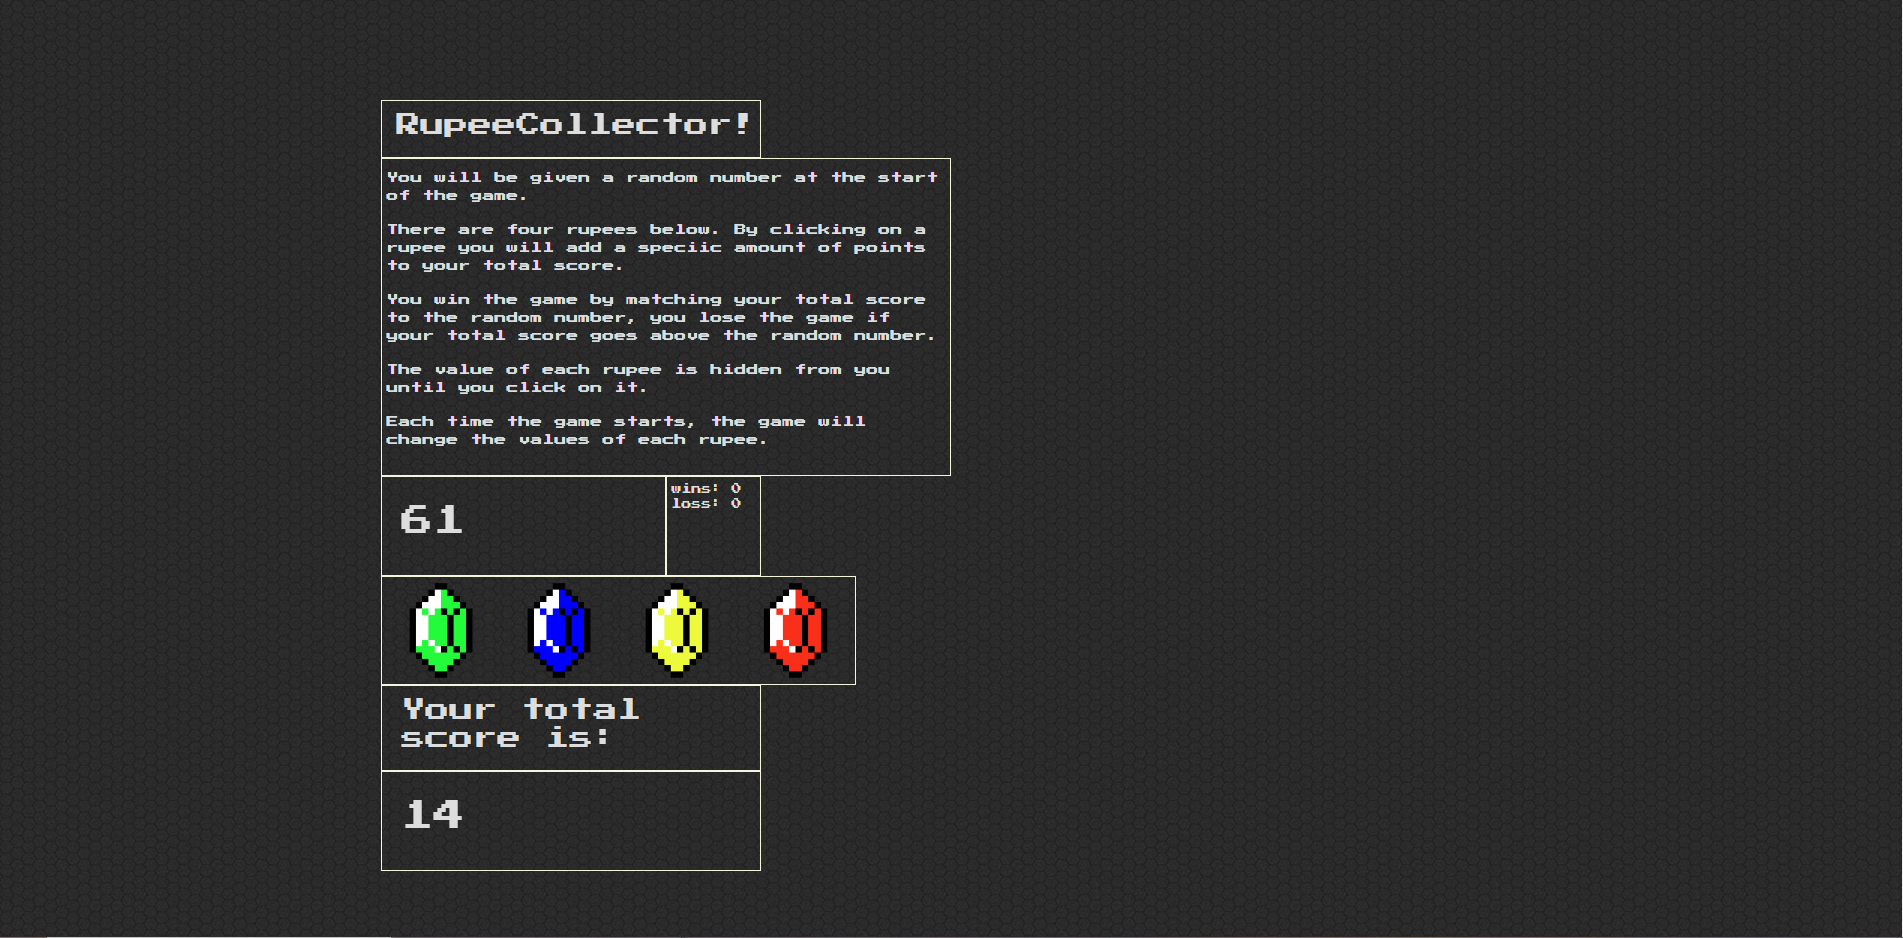 RupeeCollector!
You will be given a random number at the start
of the game.
There are four rupees below. By clicking on a
rupee you will add a speciic amount of points
to your total score.
You win the game by matching your total score
to the random number, you lose the game if
your total score goes above the random number.
The value of each rupee is hidden from you
until you click on it.
Each time the game starts, the game will
change the values of each rupee.
61
wins: 0
loss: 0
Your total
score is:
14